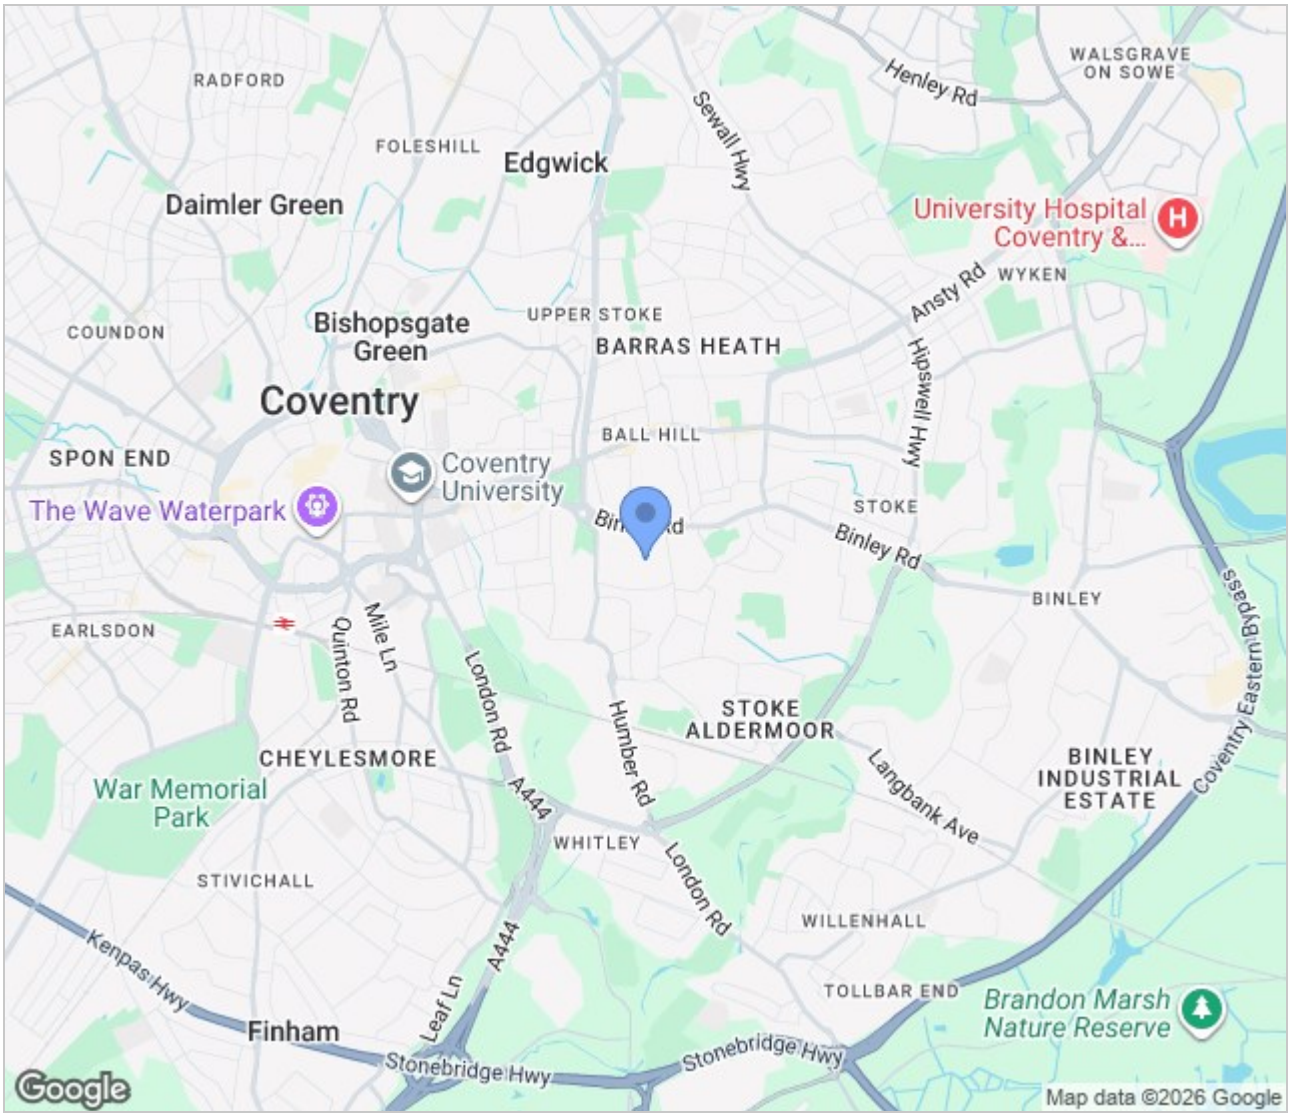 WALSGRAVE
ON SOWE
RADFORD
Henley Rd
Sewall Hwy
FOLESHILL
Edgwick
Daimler Green
University Hospital
Coventry &...
H
WYKEN
Ansty Rd
UPPER STOKE
Bishopsgate
Green
COUNDON
BARRAS HEATH
Hipswell Hwy
Coventry
BALL HILL
SPON END
Coventry
University
The Wave Waterpark
STOKE
Binley Rd
EARLSDON
BINLEY
Coventry Eastern Bypass
Mile Ln
Quinton Rd
London Rd
Humber Rd
STOKE
ALDERMOOR
CHEYLESMORE
War Memorial
Park
A444
Langbank Ave
BINLEY
INDUSTRIAL
ESTATE
WHITLEY
London Rd
STIVICHALL
WILLENHALL
A444
Kenpas Hwy
Leaf Ln
TOLLBAR END
Brandon Marsh
Nature Reserve
Finham
Stonebridge Hwy
Stonebridge Hwy
Google
Map data ©2026 Google